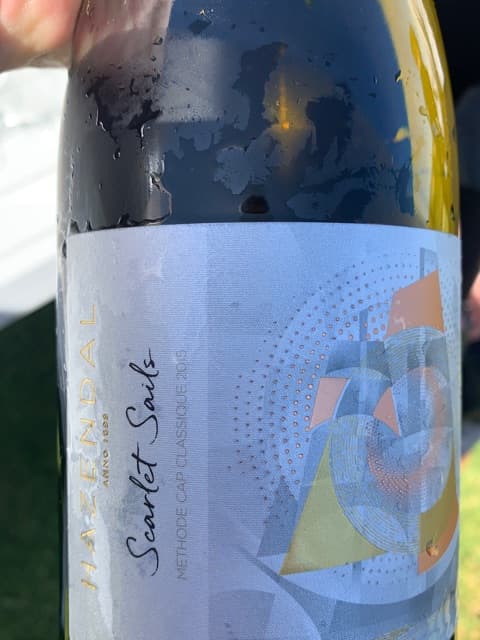 HAZENDAL
ANNO 1699
Scarlet Sails
METHODE CAP CLASSIQUE 2015